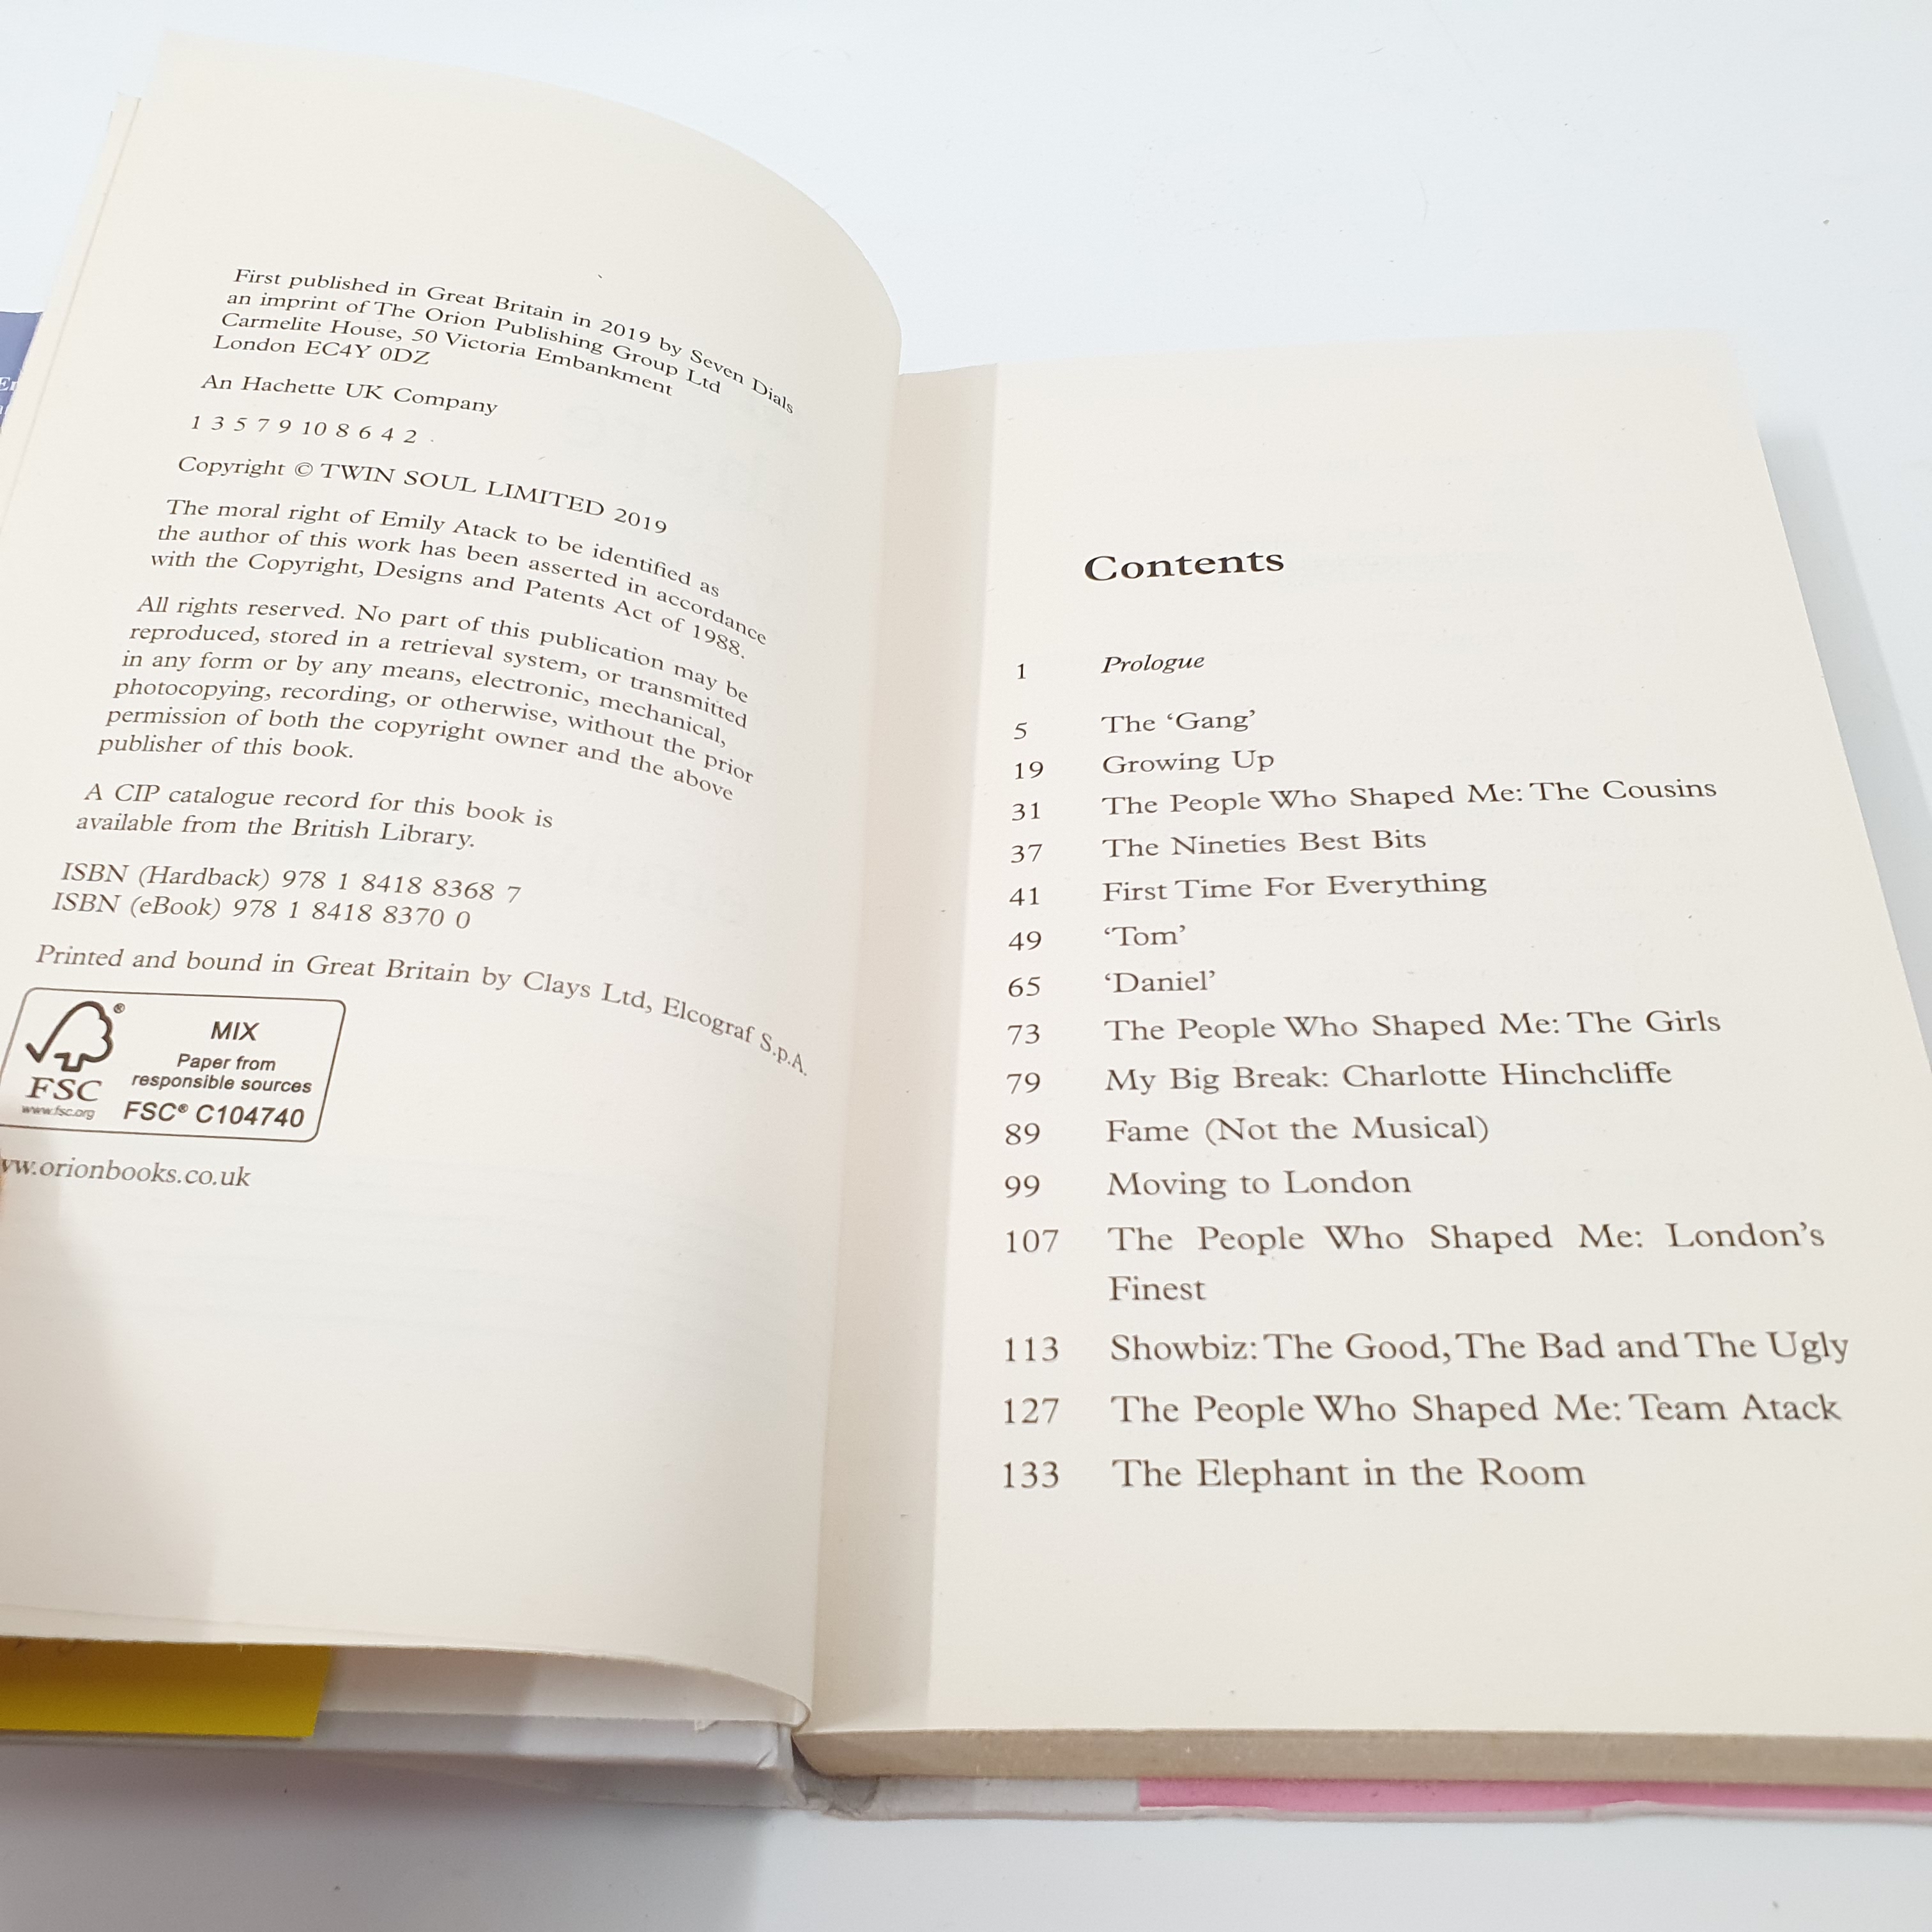 First published in Great Britain in 2019 by Seven Dials
an imprint of The Orion Publishing Group Ltd
Carmelite House, 50 Victoria Embankment
London EC4Y 0DZ
An Hachette UK Company
1 3 5 7 9 10 8 6 4 2
Copyright © TWIN SOUL LIMITED 2019
The moral right of Emily Atack to be identified as
the author of this work has been asserted in accordance
with the Copyright, Designs and Patents Act of 1988.
All rights reserved. No part of this publication may be
reproduced, stored in a retrieval system, or transmitted
in any form or by any means, electronic, mechanical,
photocopying, recording, or otherwise, without the prior
permission of both the copyright owner and the above
publisher of this book.
A CIP catalogue record for this book is
available from the British Library.
ISBN (Hardback) 978 1 8418 8368 7
ISBN (eBook) 978 1 8418 8370 0
Printed and bound in Great Britain by Clays Ltd, Elcograf S.p.A.
®
FSC
www.fsc.org
MIX
Paper from
responsible sources
FSC® C104740
w.orionbooks.co.uk
Contents
1 Prologue
5 The ‘Gang’
19 Growing Up
31 The People Who Shaped Me: The Cousins
37 The Nineties Best Bits
41 First Time For Everything
49 ‘Tom’
65 ‘Daniel’
73 The People Who Shaped Me: The Girls
79 My Big Break: Charlotte Hinchcliffe
89 Fame (Not the Musical)
99 Moving to London
107 The People Who Shaped Me: London’s
Finest
113 Showbiz: The Good, The Bad and The Ugly
127 The People Who Shaped Me: Team Atack
133 The Elephant in the Room